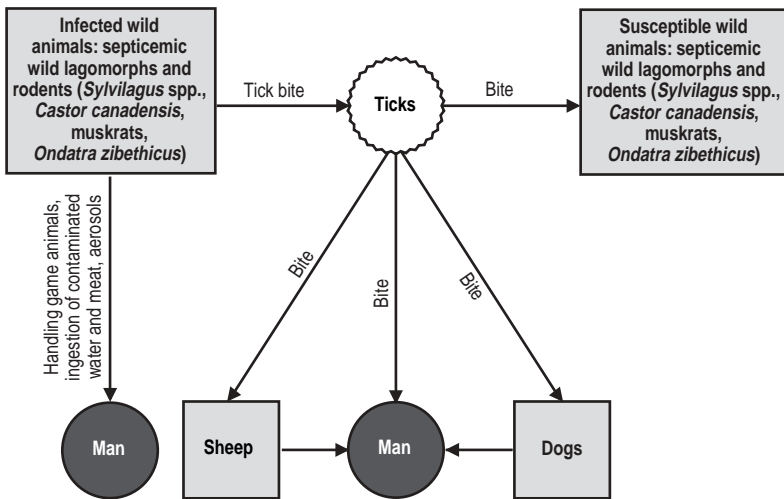 Infected wild
animals: septicemic
wild lagomorphs and
rodents (Sylvilagus spp.,
Castor canadensis,
muskrats,
Ondatra zibethicus)
Tick bite
Ticks
Bite
Susceptible wild
animals: septicemic
wild lagomorphs and
rodents (Sylvilagus spp.,
Castor canadensis,
muskrats,
Ondatra zibethicus)
Handling game animals,
ingestion of contaminated
water and meat, aerosols
Bite
Bite
Bite
Man
Sheep
Man
Dogs